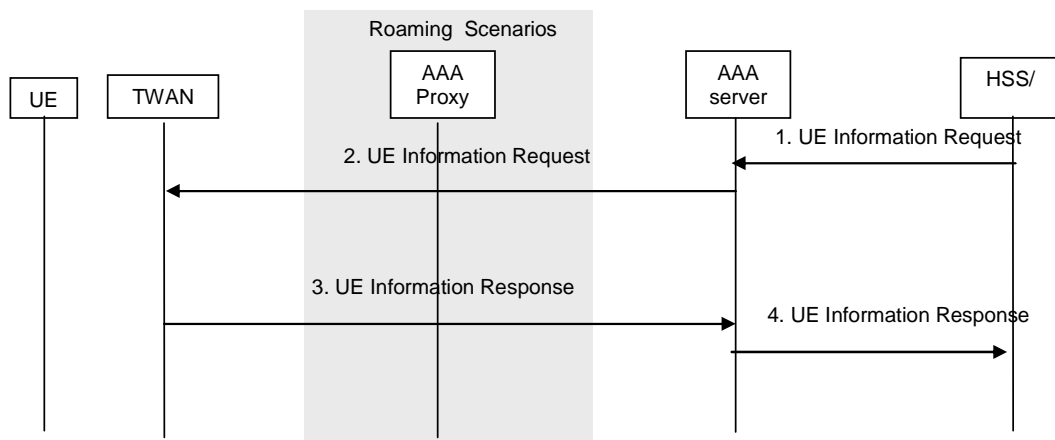 Roaming Scenarios
UE
TWAN
AAA
Proxy
AAA
server
HSS/
1. UE Information Request
2. UE Information Request
3. UE Information Response
4. UE Information Response